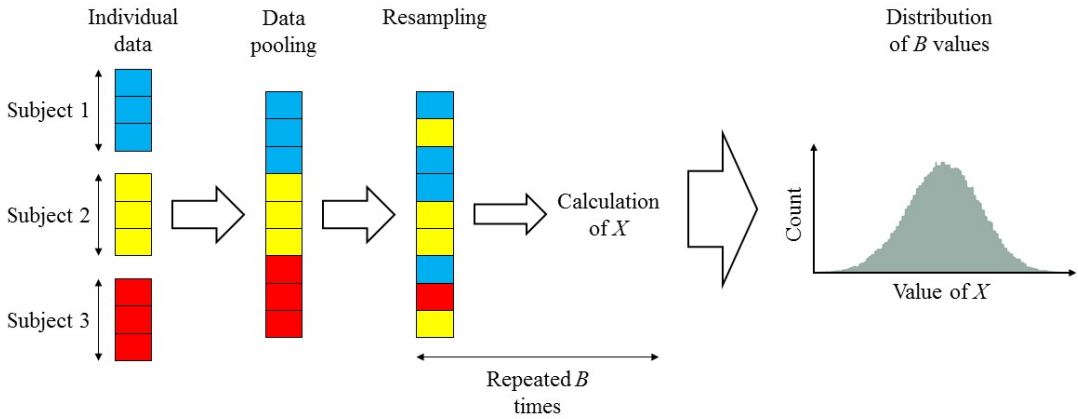 Individual
data
Data
pooling
Resampling
Distribution
of B values
Subject 1
Subject 2
Subject 3
Calculation
of X
Count
Value of X
Repeated B
times